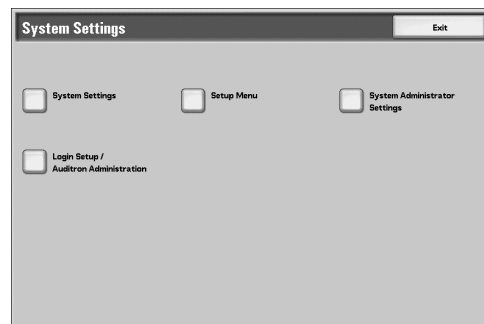 System Settings
Exit
System Settings
Setup Menu
System Administrator
Settings
Login Setup /
Auditron Administration